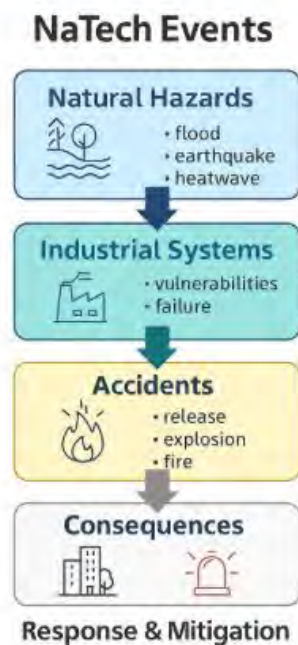 NaTech Events
Natural Hazards
• flood
• earthquake
• heatwave
Industrial Systems
• vulnerabilities
• failure
Accidents
• release
• explosion
• fire
Consequences
Response & Mitigation